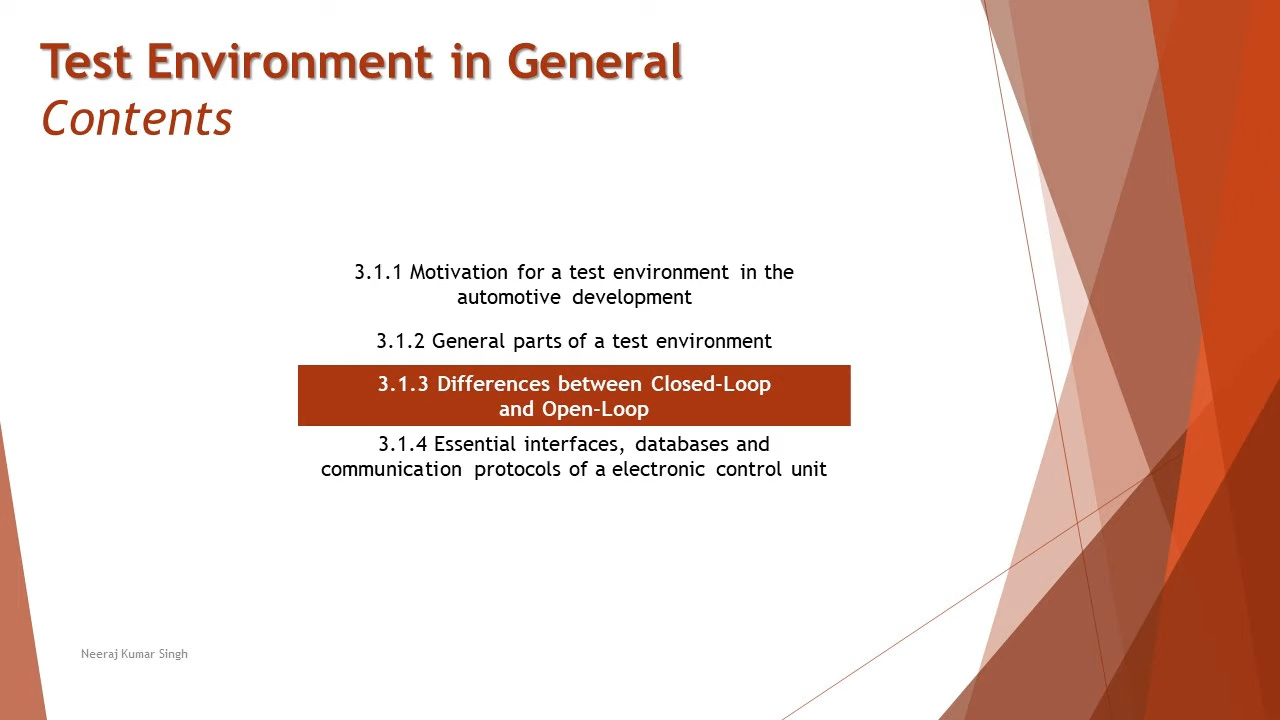 Test Environment in General
Contents
3.1.1 Motivation for a test environment in the
automotive development
3.1.2 General parts of a test environment
3.1.3 Differences between Closed-Loop
and Open-Loop
3.1.4 Essential interfaces, databases and
communication protocols of a electronic control unit
Neeraj Kumar Singh